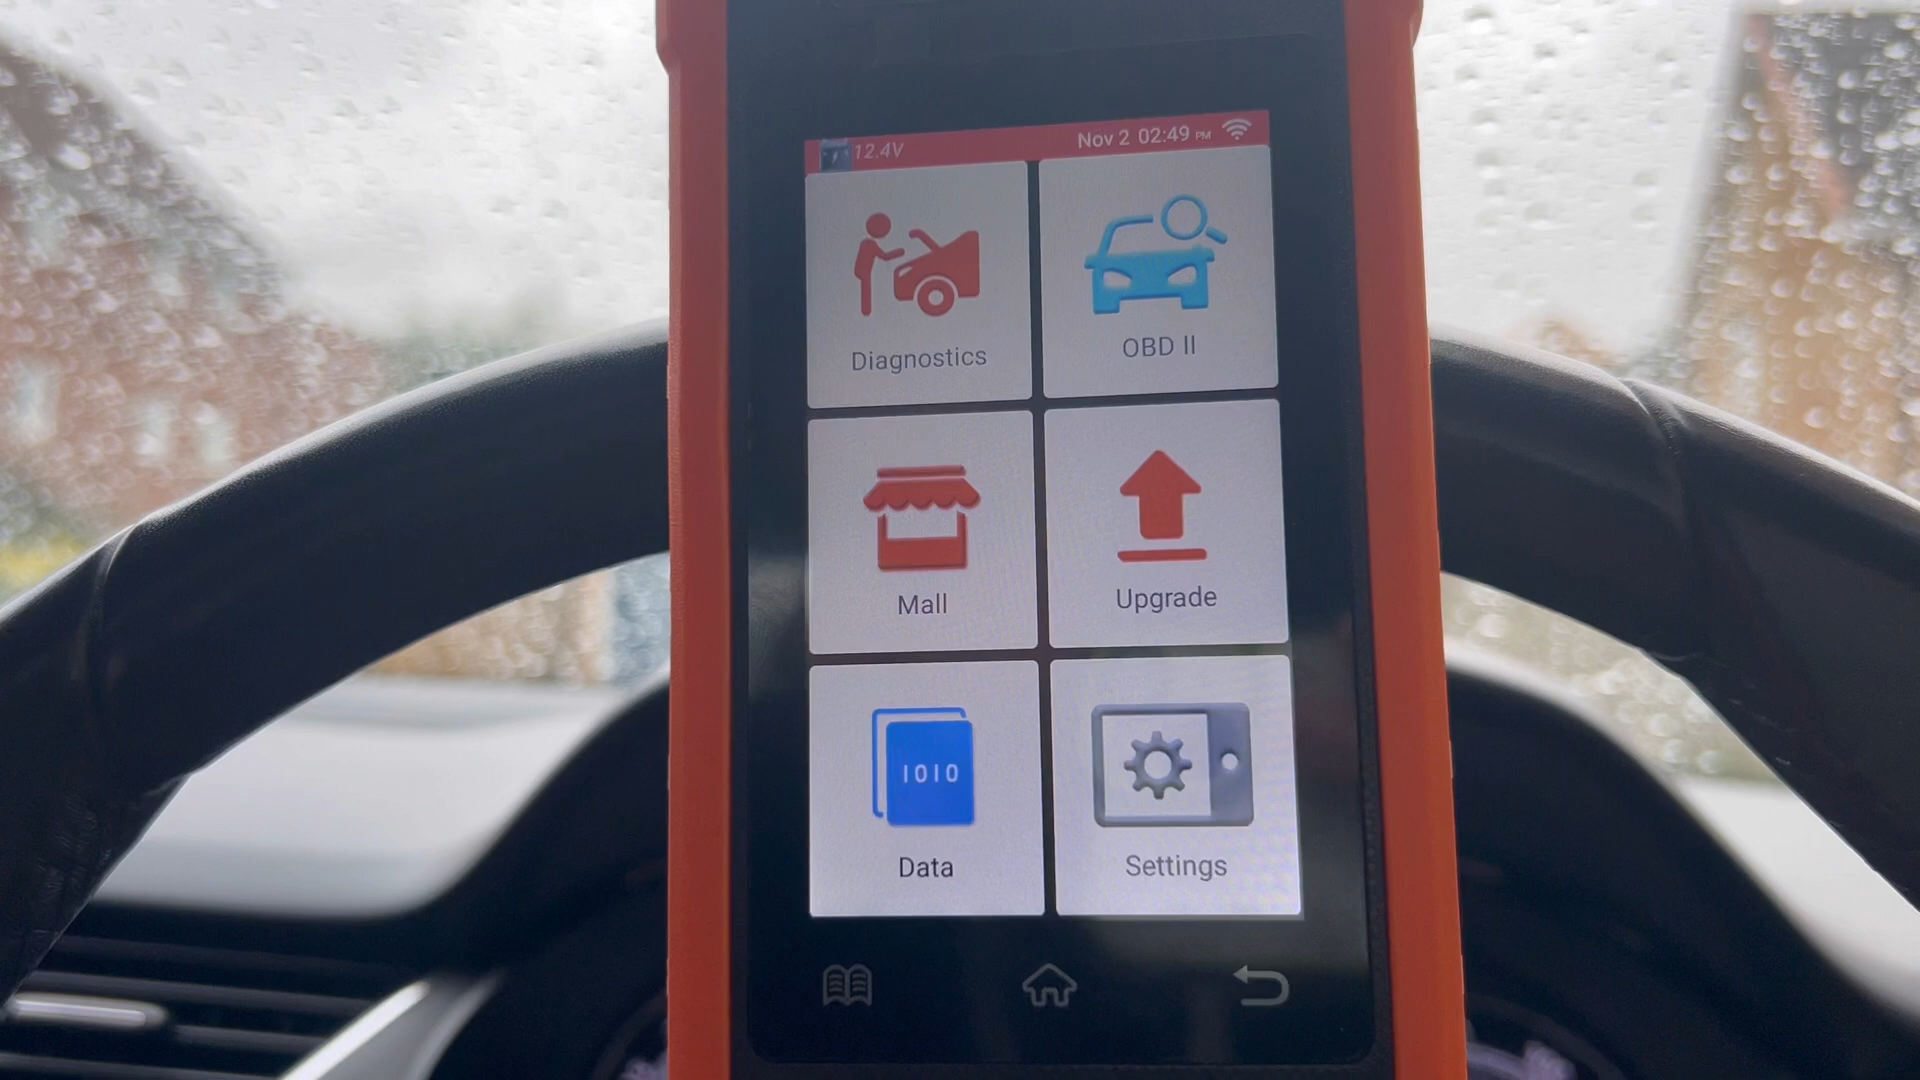 12.4V Nov 2 02:49 PM
Diagnostics
OBD II
Mall
Upgrade
1010
Data
Settings